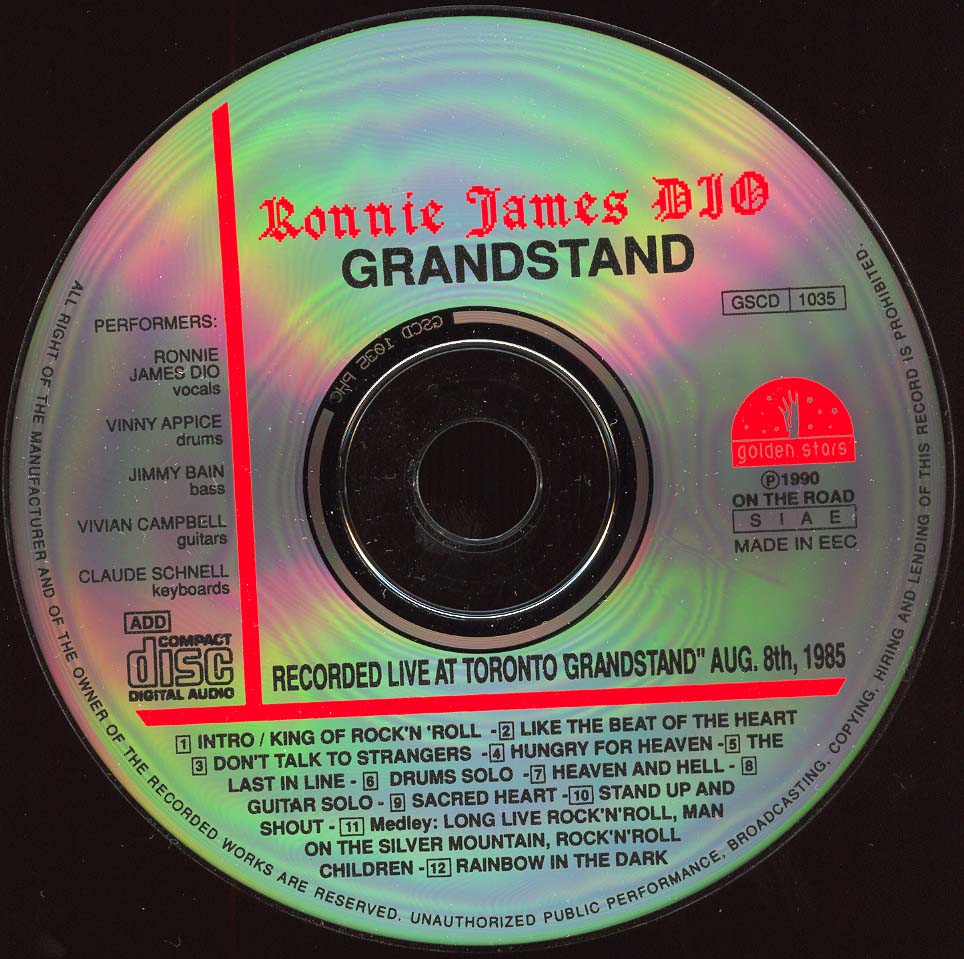 Ronnie James DIO
GRANDSTAND
GSCD 1035
PERFORMERS:
RONNIE
JAMES DIO
vocals
VINNY APPICE
drums
JIMMY BAIN
bass
VIVIAN CAMPBELL
guitars
CLAUDE SCHNELL
keyboards
ADD
COMPACT
disc
DIGITAL AUDIO
GSCD 1035 PMC
golden stars
℗1990
ON THE ROAD
S I A E
MADE IN EEC
RECORDED LIVE AT TORONTO "GRANDSTAND" AUG. 8th, 1985
1 INTRO / KING OF ROCK'N 'ROLL - 2 LIKE THE BEAT OF THE HEART
3 DON'T TALK TO STRANGERS - 4 HUNGRY FOR HEAVEN - 5 THE
LAST IN LINE - 6 DRUMS SOLO - 7 HEAVEN AND HELL - 8
GUITAR SOLO - 9 SACRED HEART - 10 STAND UP AND
SHOUT - 11 Medley: LONG LIVE ROCK'N'ROLL, MAN
ON THE SILVER MOUNTAIN, ROCK'N'ROLL
CHILDREN - 12 RAINBOW IN THE DARK
ALL RIGHT OF THE MANUFACTURER AND OF THE OWNER OF THE RECORDED WORKS ARE RESERVED. UNAUTHORIZED PUBLIC PERFORMANCE, BROADCASTING, COPYING, HIRING AND LENDING OF THIS RECORD IS PROHIBITED.